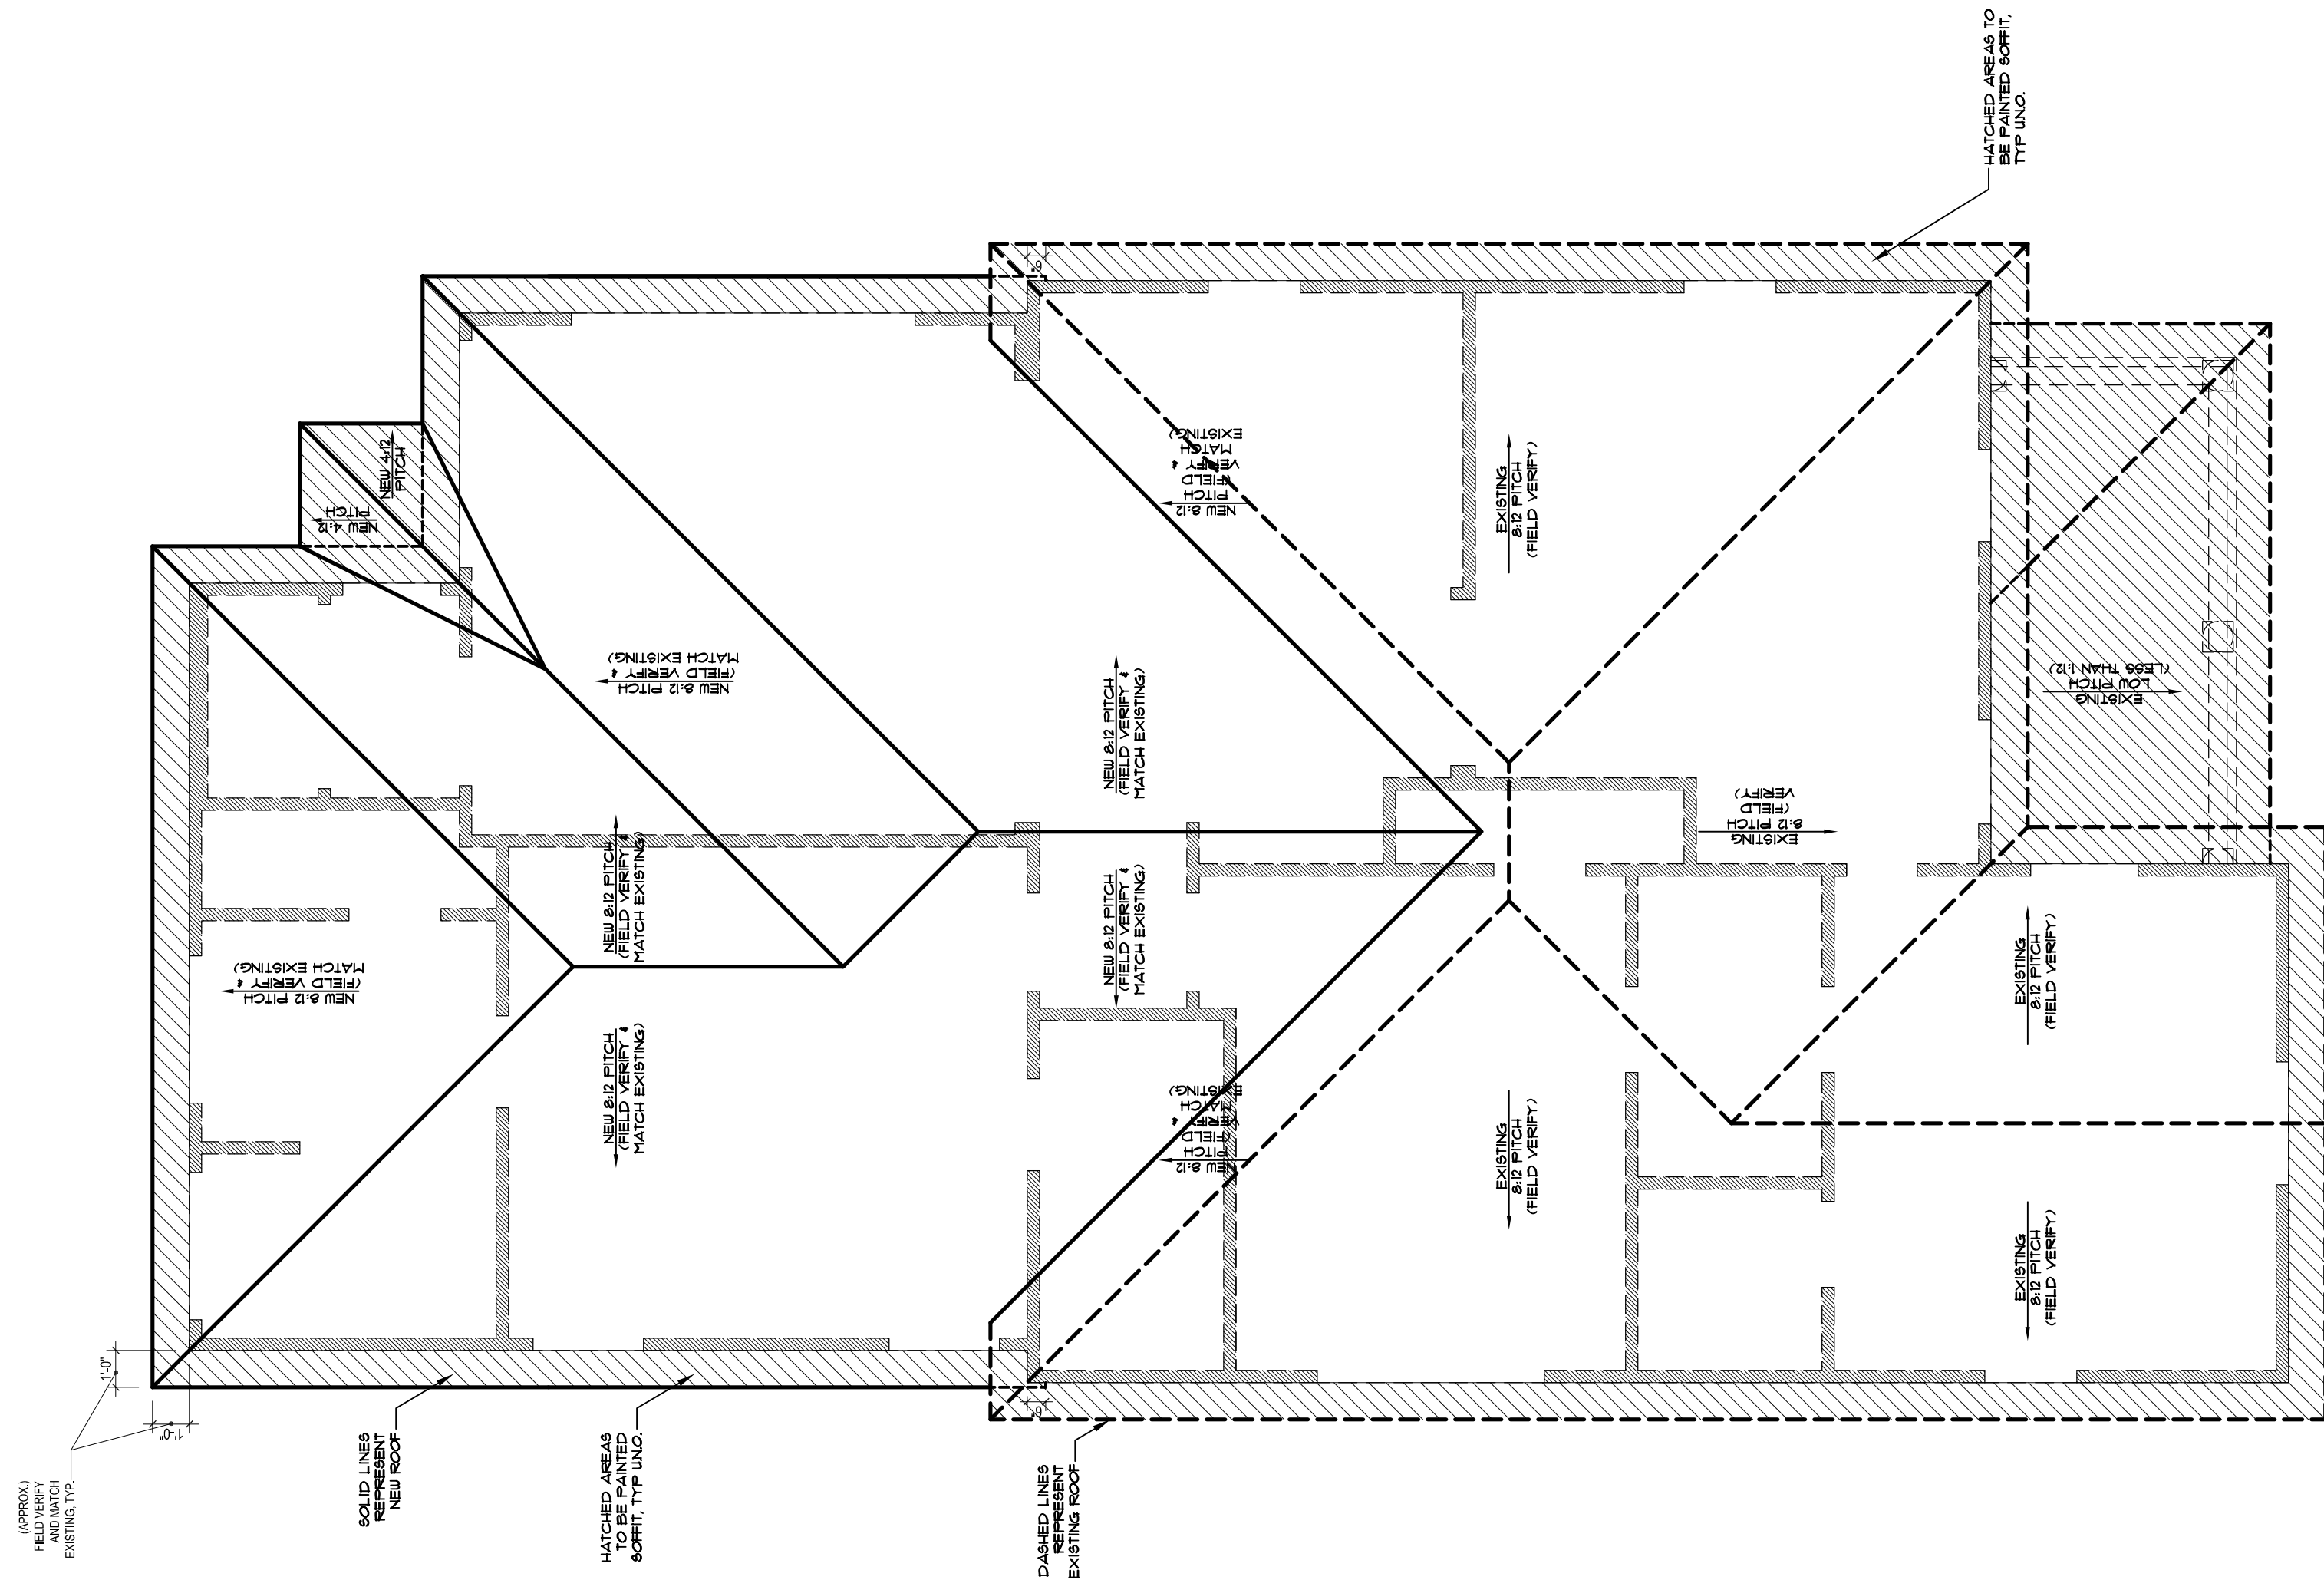 HATCHED AREAS TO
BE PAINTED SOFFIT,
TYP U.N.O.
NEW 4:12
PITCH
NEW 4:12
PITCH
6"
NEW 8:12
PITCH
(FIELD
VERIFY &
MATCH
EXISTING)
EXISTING
8:12 PITCH
(FIELD VERIFY)
NEW 8:12 PITCH
(FIELD VERIFY &
MATCH EXISTING)
NEW 8:12 PITCH
(FIELD VERIFY &
MATCH EXISTING)
EXISTING
LOW PITCH
(LESS THAN 1:12)
EXISTING
8:12 PITCH
(FIELD
VERIFY)
NEW 8:12 PITCH
(FIELD VERIFY &
MATCH EXISTING)
NEW 8:12 PITCH
(FIELD VERIFY &
MATCH EXISTING)
NEW 8:12 PITCH
(FIELD VERIFY &
MATCH EXISTING)
EXISTING
8:12 PITCH
(FIELD VERIFY)
NEW 8:12 PITCH
(FIELD VERIFY &
MATCH EXISTING)
NEW 8:12
PITCH
(FIELD
VERIFY &
MATCH
EXISTING)
EXISTING
8:12 PITCH
(FIELD VERIFY)
EXISTING
8:12 PITCH
(FIELD VERIFY)
1'-0"
1'-0"
6"
(APPROX.)
FIELD VERIFY
AND MATCH
EXISTING, TYP.
SOLID LINES
REPRESENT
NEW ROOF
HATCHED AREAS
TO BE PAINTED
SOFFIT, TYP U.N.O.
DASHED LINES
REPRESENT
EXISTING ROOF